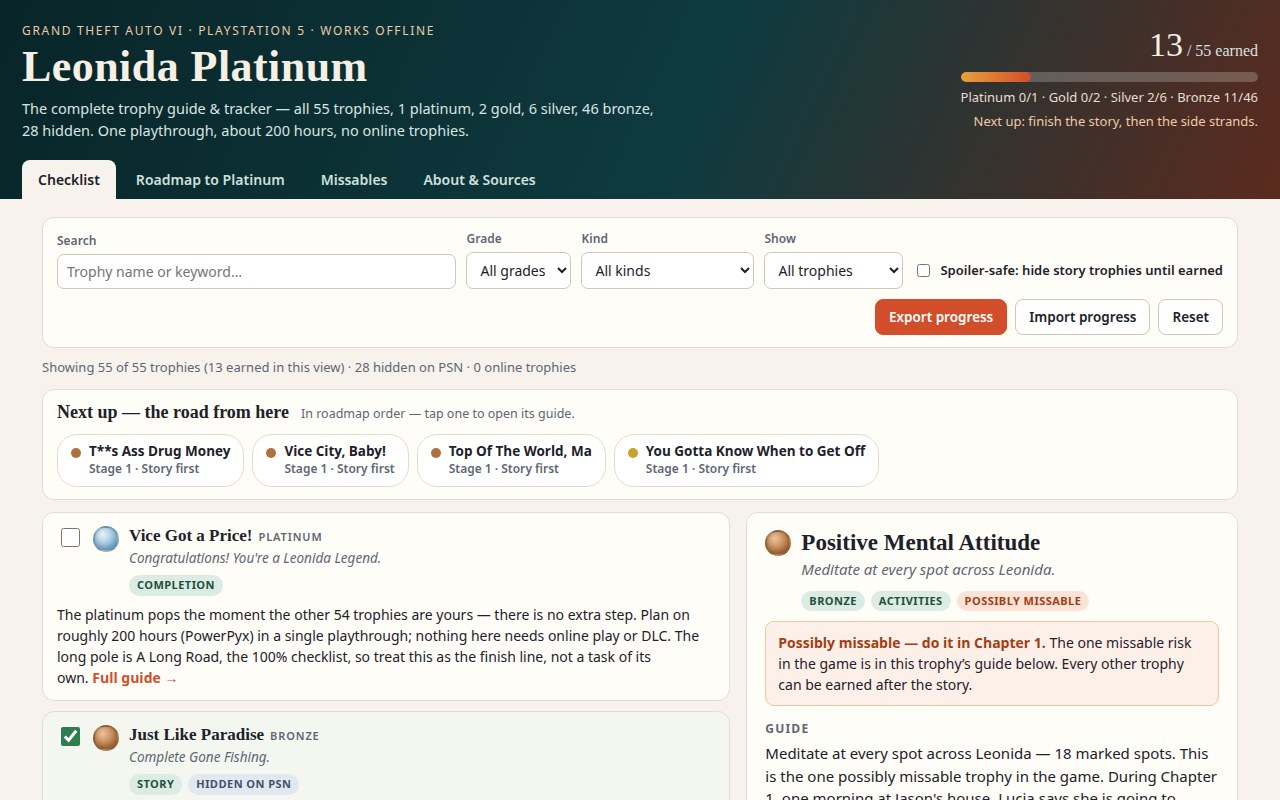 GRAND THEFT AUTO VI · PLAYSTATION 5 · WORKS OFFLINE
Leonida Platinum
The complete trophy guide & tracker — all 55 trophies, 1 platinum, 2 gold, 6 silver, 46 bronze,
28 hidden. One playthrough, about 200 hours, no online trophies.
13 / 55 earned
Platinum 0/1 · Gold 0/2 · Silver 2/6 · Bronze 11/46
Next up: finish the story, then the side strands.
Checklist
Roadmap to Platinum
Missables
About & Sources
Search
Trophy name or keyword...
Grade
All grades
Kind
All kinds
Show
All trophies
Spoiler-safe: hide story trophies until earned
Export progress
Import progress
Reset
Showing 55 of 55 trophies (13 earned in this view) · 28 hidden on PSN · 0 online trophies
Next up — the road from here
In roadmap order — tap one to open its guide.
T**s Ass Drug Money
Stage 1 · Story first
Vice City, Baby!
Stage 1 · Story first
Top Of The World, Ma
Stage 1 · Story first
You Gotta Know When to Get Off
Stage 1 · Story first
Vice Got a Price! PLATINUM
Congratulations! You're a Leonida Legend.
COMPLETION
The platinum pops the moment the other 54 trophies are yours — there is no extra step. Plan on
roughly 200 hours (PowerPyx) in a single playthrough; nothing here needs online play or DLC. The
long pole is A Long Road, the 100% checklist, so treat this as the finish line, not a task of its
own. Full guide →
Just Like Paradise BRONZE
Complete Gone Fishing.
STORY
HIDDEN ON PSN
Positive Mental Attitude
Meditate at every spot across Leonida.
BRONZE
ACTIVITIES
POSSIBLY MISSABLE
Possibly missable — do it in Chapter 1. The one missable risk
in the game is in this trophy's guide below. Every other trophy
can be earned after the story.
GUIDE
Meditate at every spot across Leonida — 18 marked spots. This
is the one possibly missable trophy in the game. During Chapter
1, one morning at Jason's house, Lucia says she is going to